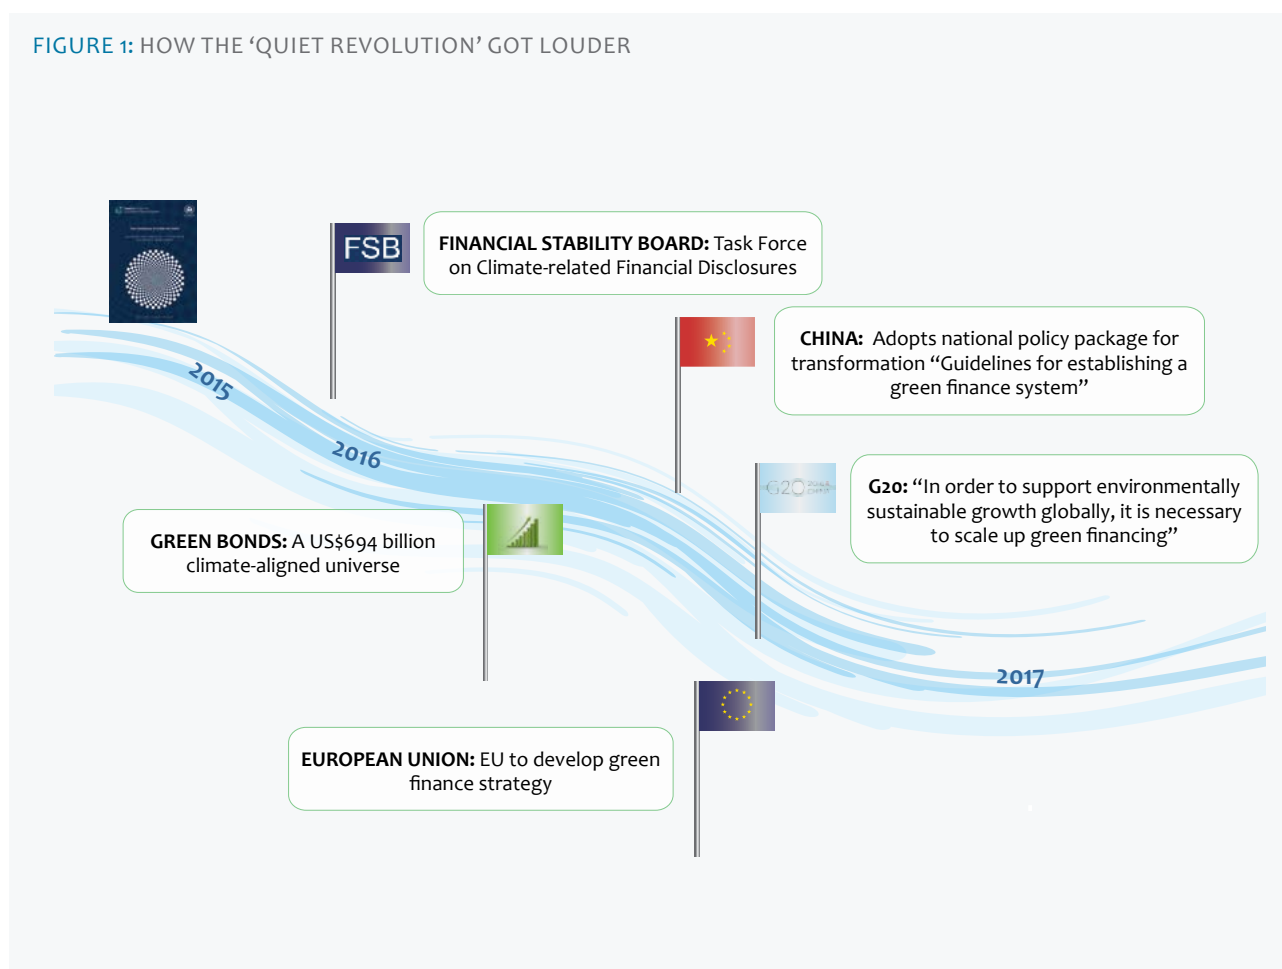 FIGURE 1: HOW THE ‘QUIET REVOLUTION’ GOT LOUDER
FSB
FINANCIAL STABILITY BOARD: Task Force
on Climate-related Financial Disclosures
CHINA: Adopts national policy package for
transformation “Guidelines for establishing a
green finance system”
2015
2016
G20
G20: “In order to support environmentally
sustainable growth globally, it is necessary
to scale up green financing”
GREEN BONDS: A US$694 billion
climate-aligned universe
2017
EUROPEAN UNION: EU to develop green
finance strategy